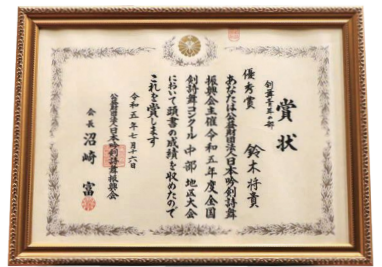 賞状
剣舞青年の部
優秀賞 鈴木将貴
あなたは公益財団法人日本吟剣詩舞
振興会主催令和五年度全国
剣詩舞コンクール中部地区大会
において頭書の成績を収めたので
これを賞します
令和五年七月十六日
公益財団法人日本吟剣詩舞振興会
会長 沼崎富